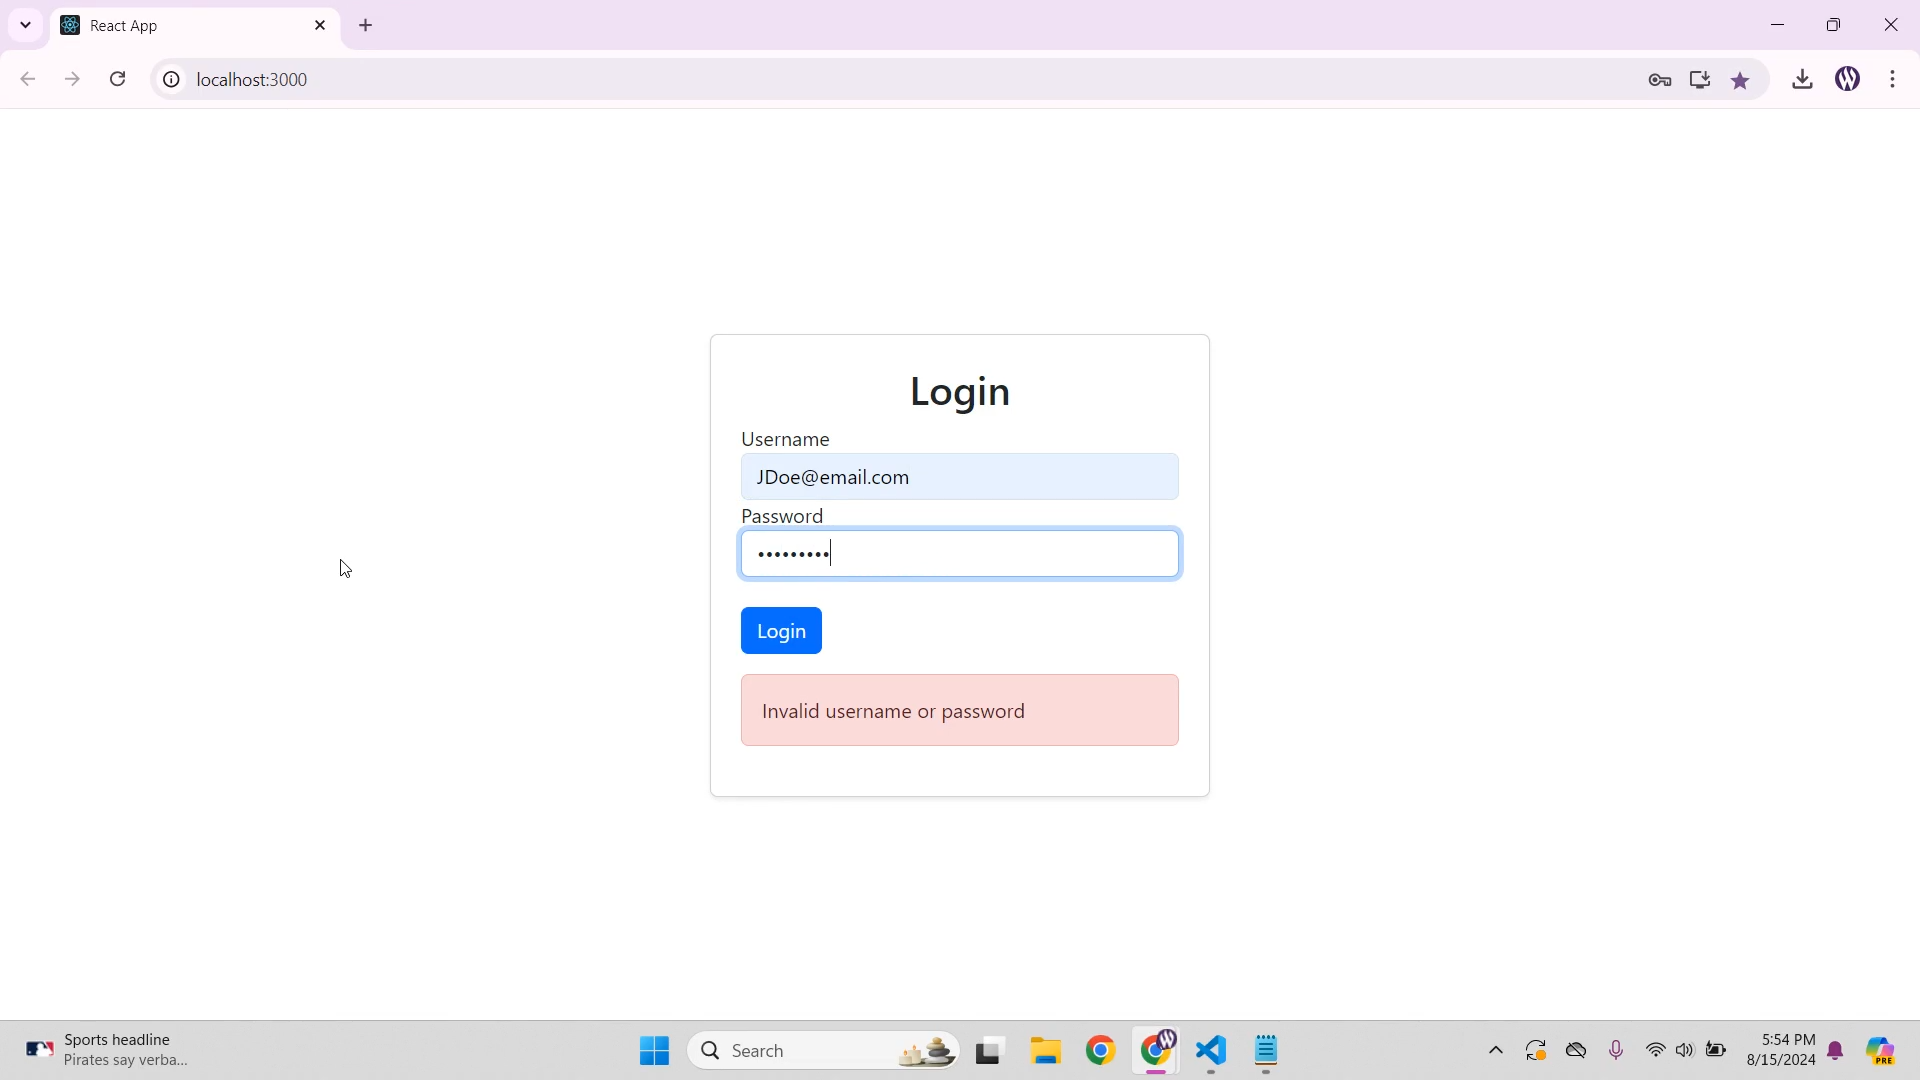 React App
localhost:3000
Login
Username
JDoe@email.com
Password
•••••••••
Login
Invalid username or password
Sports headline
Pirates say verba...
Search
5:54 PM
8/15/2024
PRE